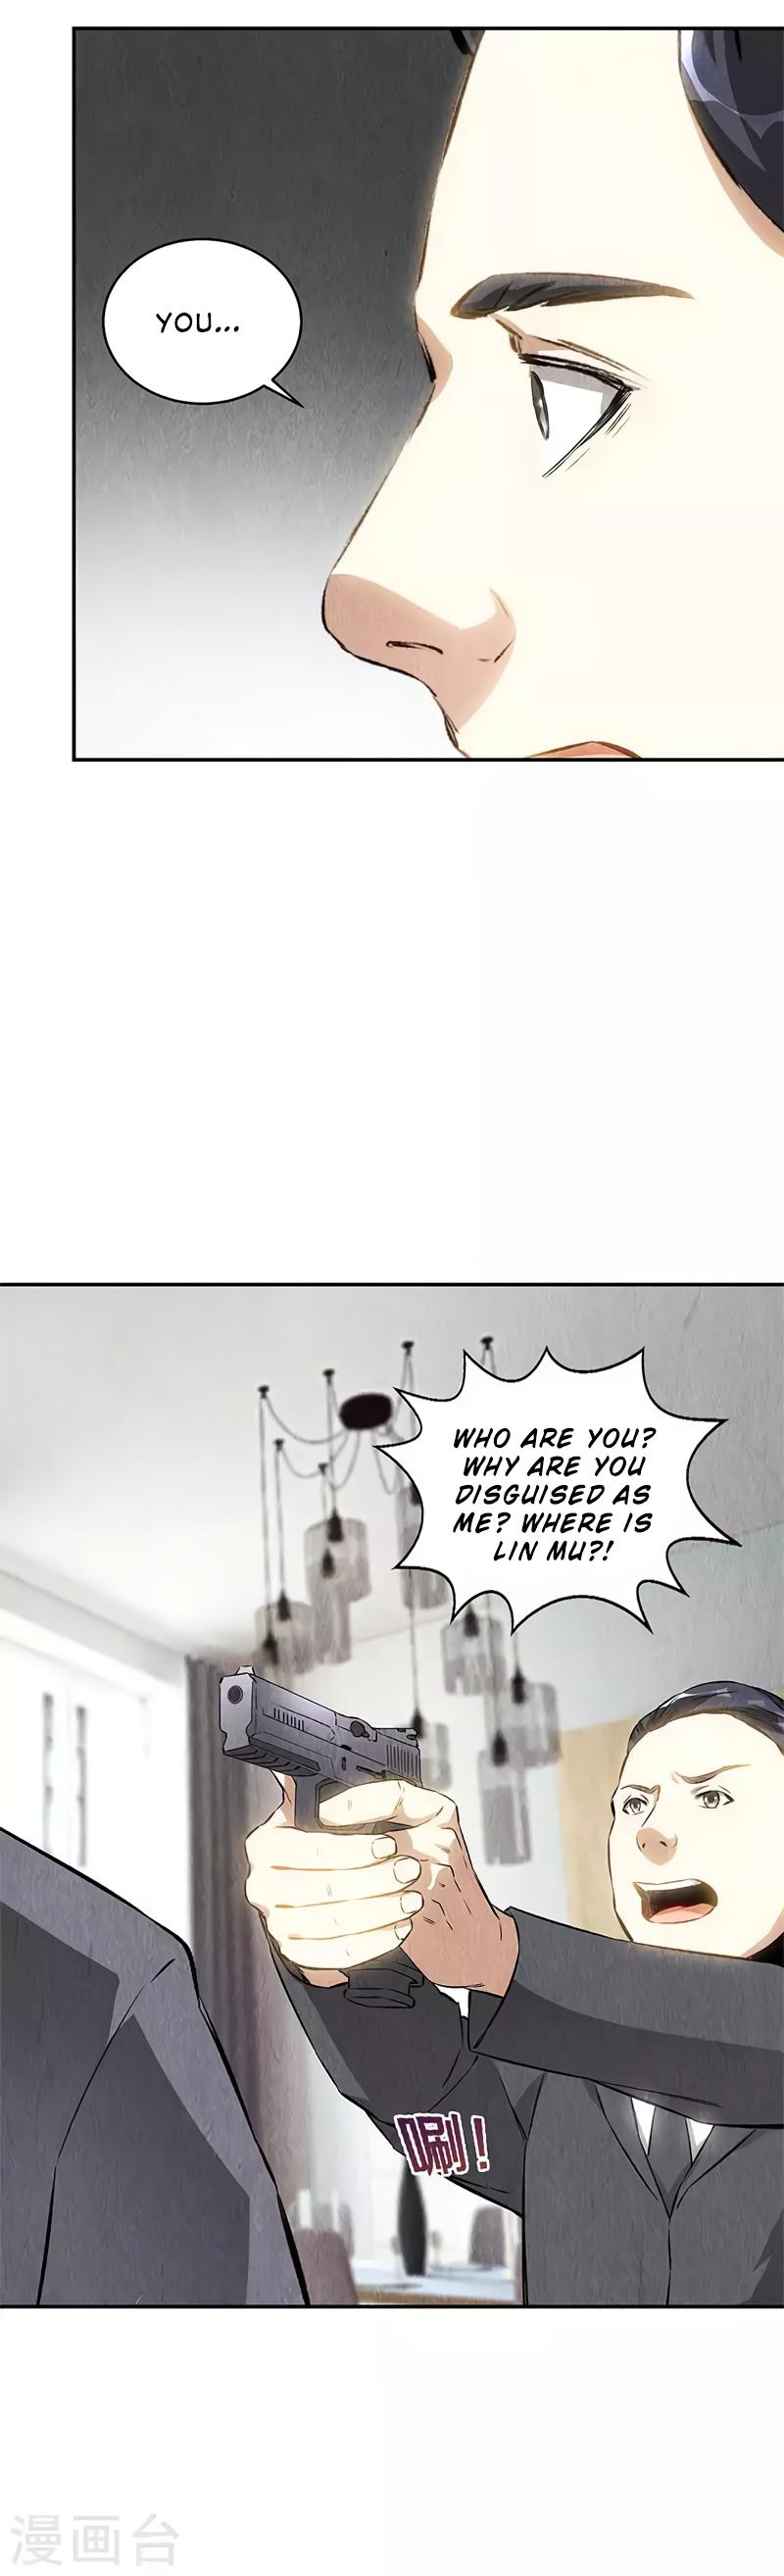 YOU...
WHO ARE YOU?
WHY ARE YOU
DISGUISED AS
ME? WHERE IS
LIN MU?!
唰!
漫画台